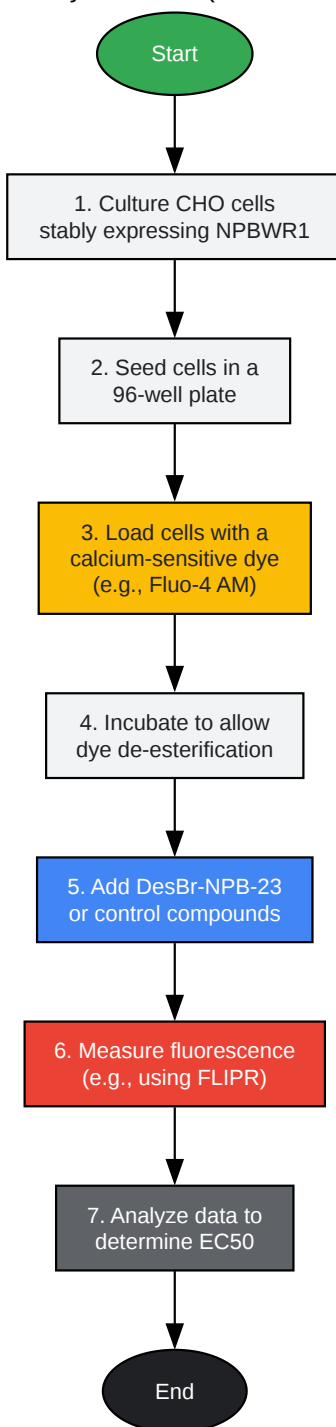 Start
1. Culture CHO cells
stably expressing NPBWR1
2. Seed cells in a
96-well plate
3. Load cells with a
calcium-sensitive dye
(e.g., Fluo-4 AM)
4. Incubate to allow
dye de-esterification
5. Add DesBr-NPB-23
or control compounds
6. Measure fluorescence
(e.g., using FLIPR)
7. Analyze data to
determine EC50
End